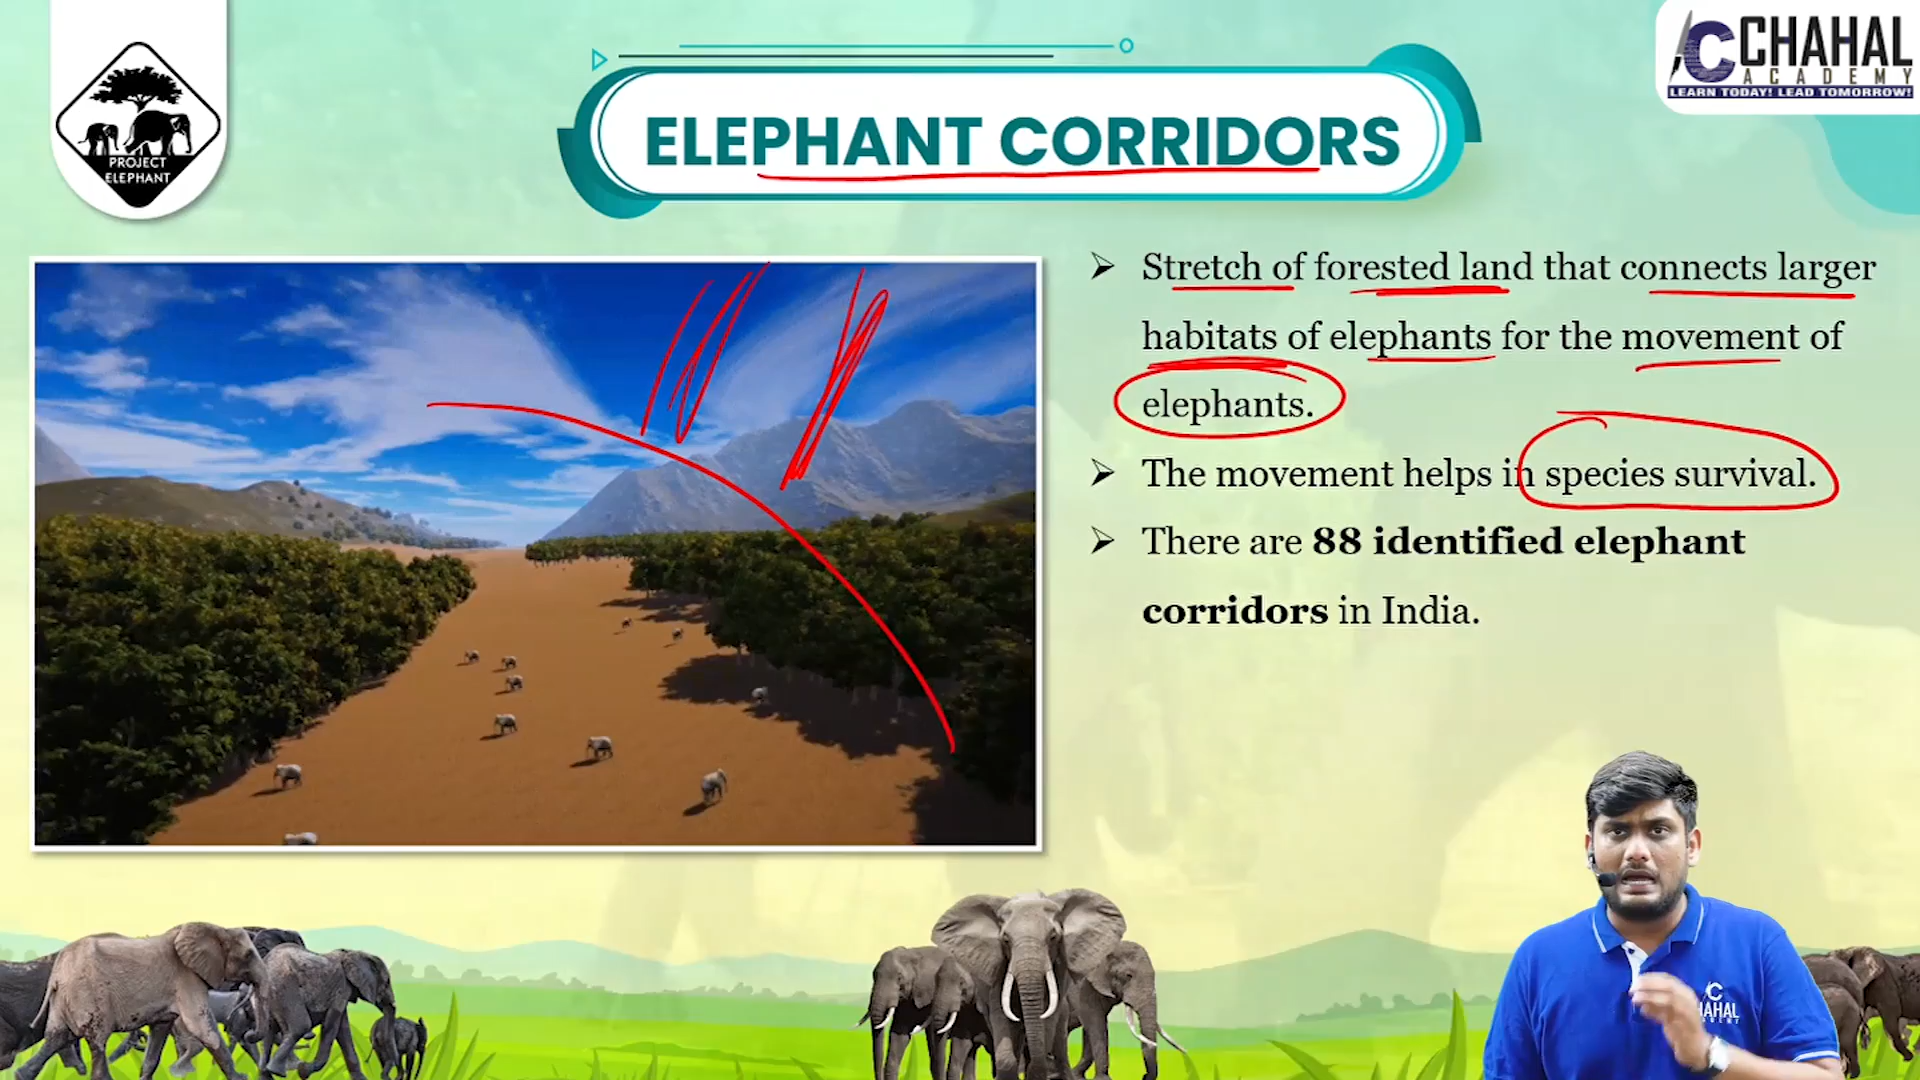 PROJECT
ELEPHANT
ELEPHANT CORRIDORS
C CHAHAL
ACADEMY
LEARN TODAY! LEAD TOMORROW!
➢ Stretch of forested land that connects larger
habitats of elephants for the movement of
elephants.
➢ The movement helps in species survival.
➢ There are 88 identified elephant
corridors in India.